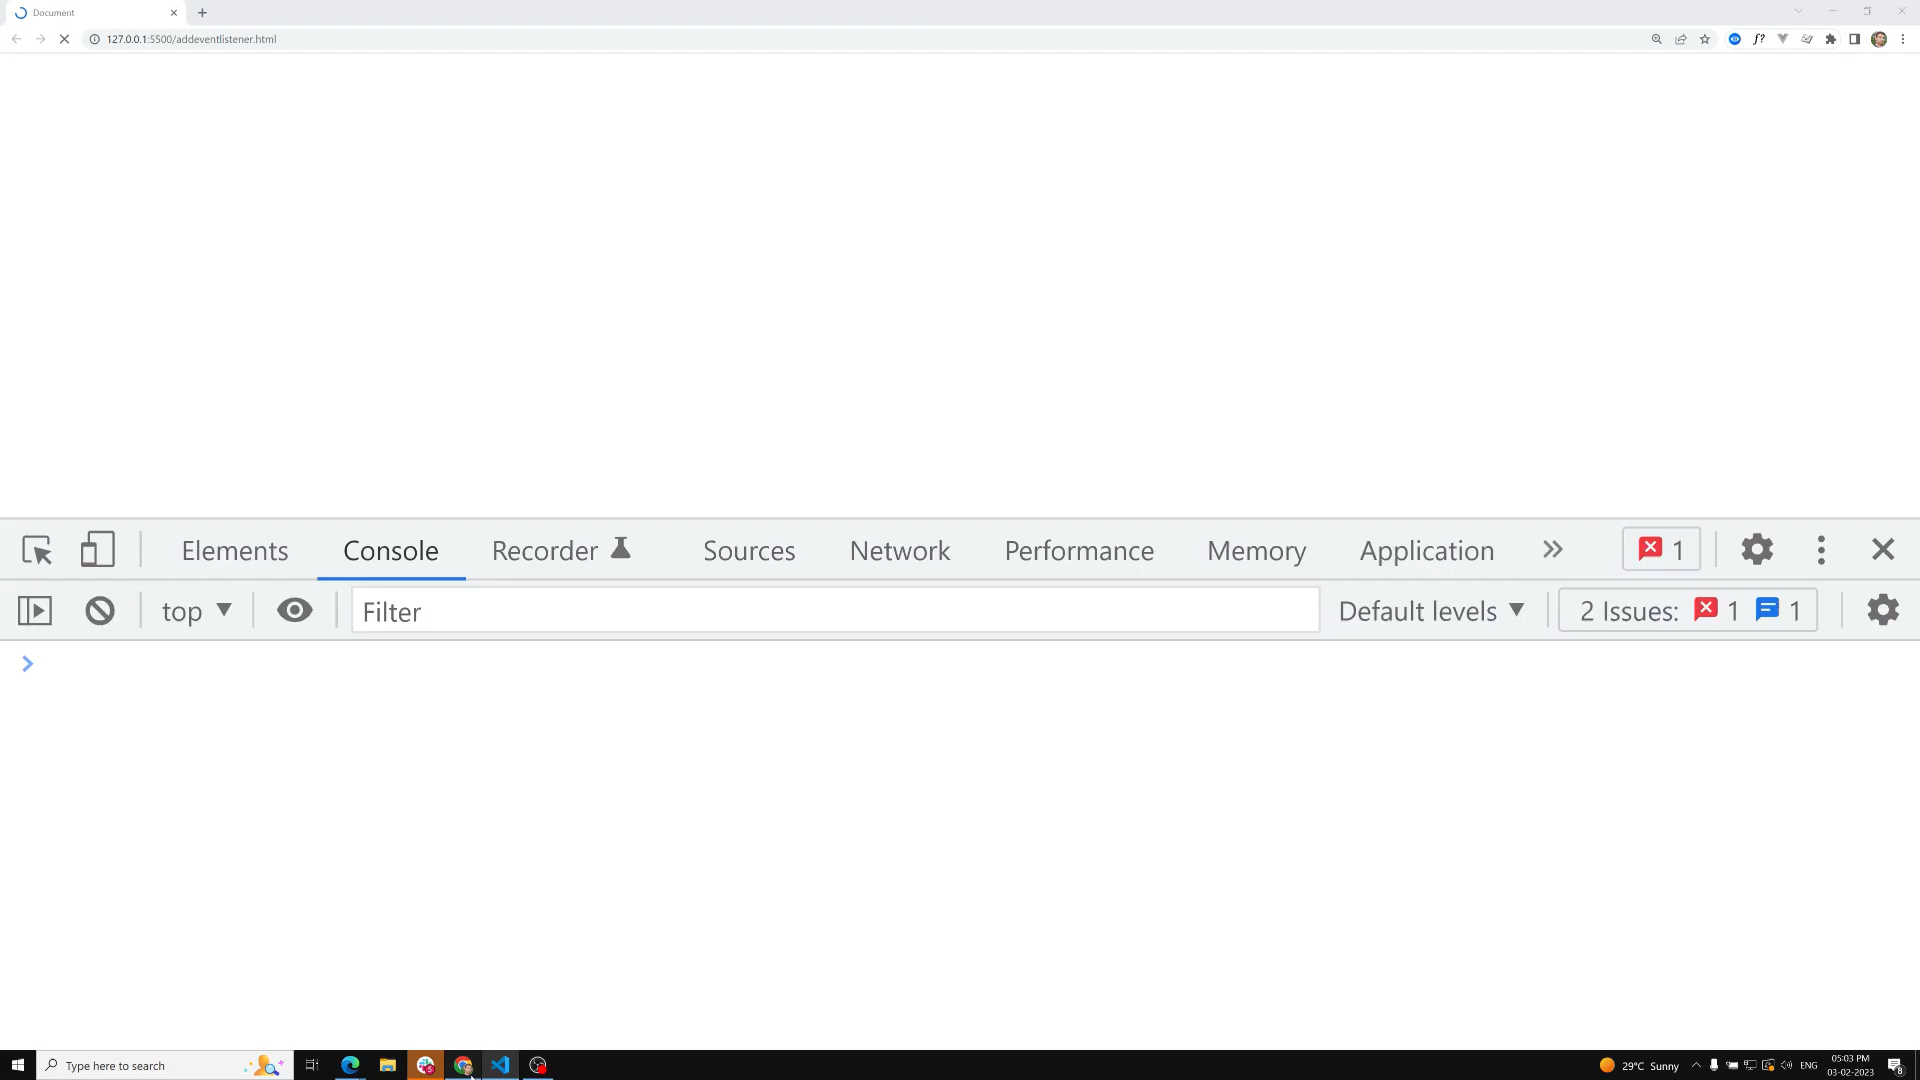 Document
127.0.0.1:5500/addeventlistener.html
Elements Console Recorder Sources Network Performance Memory Application 1
top Filter Default levels 2 Issues: 1 1
Type here to search
29°C Sunny
ENG
05:03 PM
03-02-2023
8